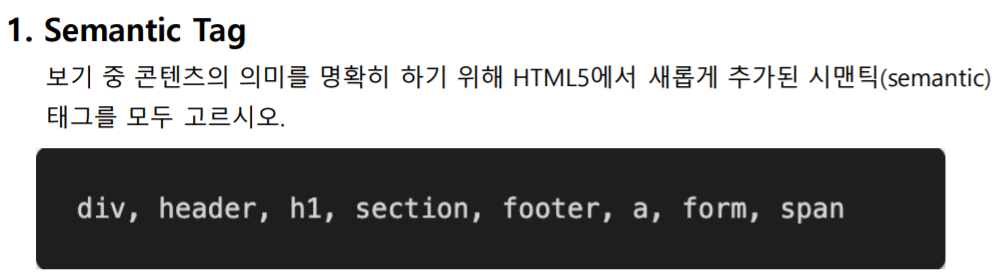 1. Semantic Tag
보기 중 콘텐츠의 의미를 명확히 하기 위해 HTML5에서 새롭게 추가된 시맨틱(semantic)
태그를 모두 고르시오.
div, header, h1, section, footer, a, form, span